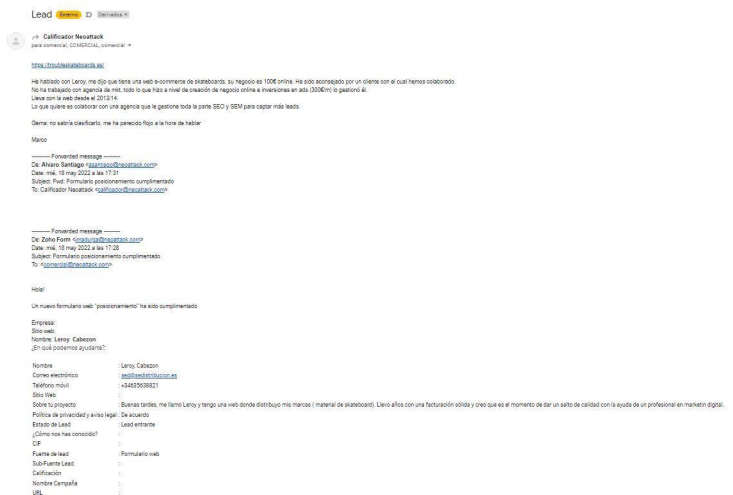 Lead Externo Derivados ×
Calificador Neoattack
para comercial, COMERCIAL, comercial
https://troubleskateboards.es/
He hablado con Leroy, me dijo que tiene una web e-commerce de skateboards, su negocio es 100€ online. Ha sido aconsejado por un cliente con el cual hemos colaborado.
No ha trabajado con agencia de mkt, todo lo que hizo a nivel de creación de negocio online e inversiones en ads (300€/m) lo gestionó él.
Lleva con la web desde el 2013/14.
Lo que quiere es colaborar con una agencia que le gestione toda la parte SEO y SEM para captar más leads.
Gema: no sabría clasificarlo, me ha parecido flojo a la hora de hablar
Marco
---------- Forwarded message ---------
De: Alvaro Santiago <asantiago@neoattack.com>
Date: mié, 18 may 2022 a las 17:31
Subject: Fwd: Formulario posicionamiento cumplimentado
To: Calificador Neoattack <calificador@neoattack.com>
---------- Forwarded message ---------
De: Zoho Form <
Date: mié, 18 may 2022 a las 17:28
Subject: Formulario posicionamiento cumplimentado
To: <comercial@neoattack.com>
Hola!
Un nuevo formulario web "posicionamiento" ha sido cumplimentado
Empresa:
Sitio web:
Nombre: Leroy Cabezon
¿En qué podemos ayudarte?:
Nombre : Leroy, Cabezon
Correo electrónico : aed@aedistribucion.es
Teléfono móvil : +34635638821
Sitio Web :
Sobre tu proyecto : Buenas tardes, me llamo Leroy y tengo una web donde distribuyo mis marcas ( material de skateboard). Llevo años con una facturación sólida y creo que es el momento de dar un salto de calidad con la ayuda de un profesional en marketin digital.
Política de privacidad y aviso legal : De acuerdo
Estado de Lead : Lead entrante
¿Cómo nos has conocido? :
CIF :
Fuente de lead : Formulario web
Sub-Fuente Lead :
Calificación :
Nombre Campaña :
URL :